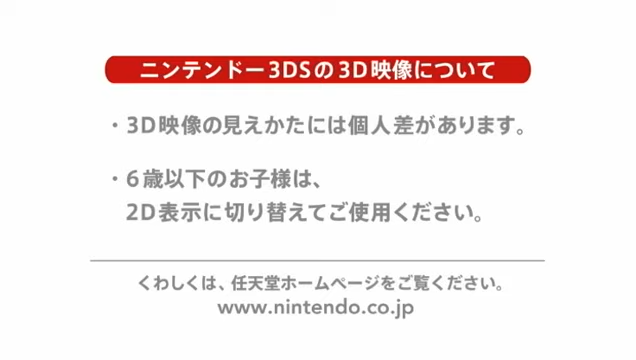 ニンテンドー3DSの3D映像について
・3D映像の見えかたには個人差があります。
・6歳以下のお子様は、
2D表示に切り替えてご使用ください。
くわしくは、任天堂ホームページをご覧ください。
www.nintendo.co.jp